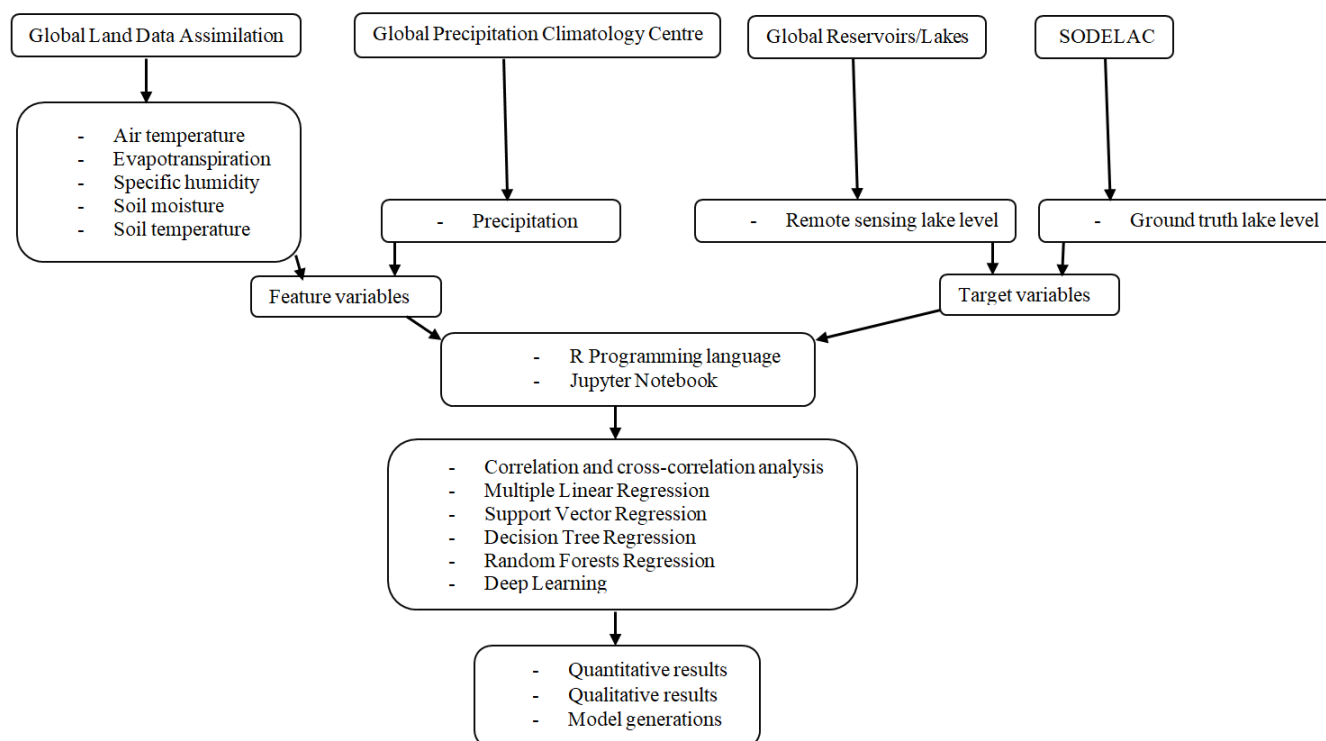 Global Land Data Assimilation
Global Precipitation Climatology Centre
Global Reservoirs/Lakes
SODELAC
- Air temperature
- Evapotranspiration
- Specific humidity
- Soil moisture
- Soil temperature
- Precipitation
- Remote sensing lake level
- Ground truth lake level
Feature variables
Target variables
- R Programming language
- Jupyter Notebook
- Correlation and cross-correlation analysis
- Multiple Linear Regression
- Support Vector Regression
- Decision Tree Regression
- Random Forests Regression
- Deep Learning
- Quantitative results
- Qualitative results
- Model generations